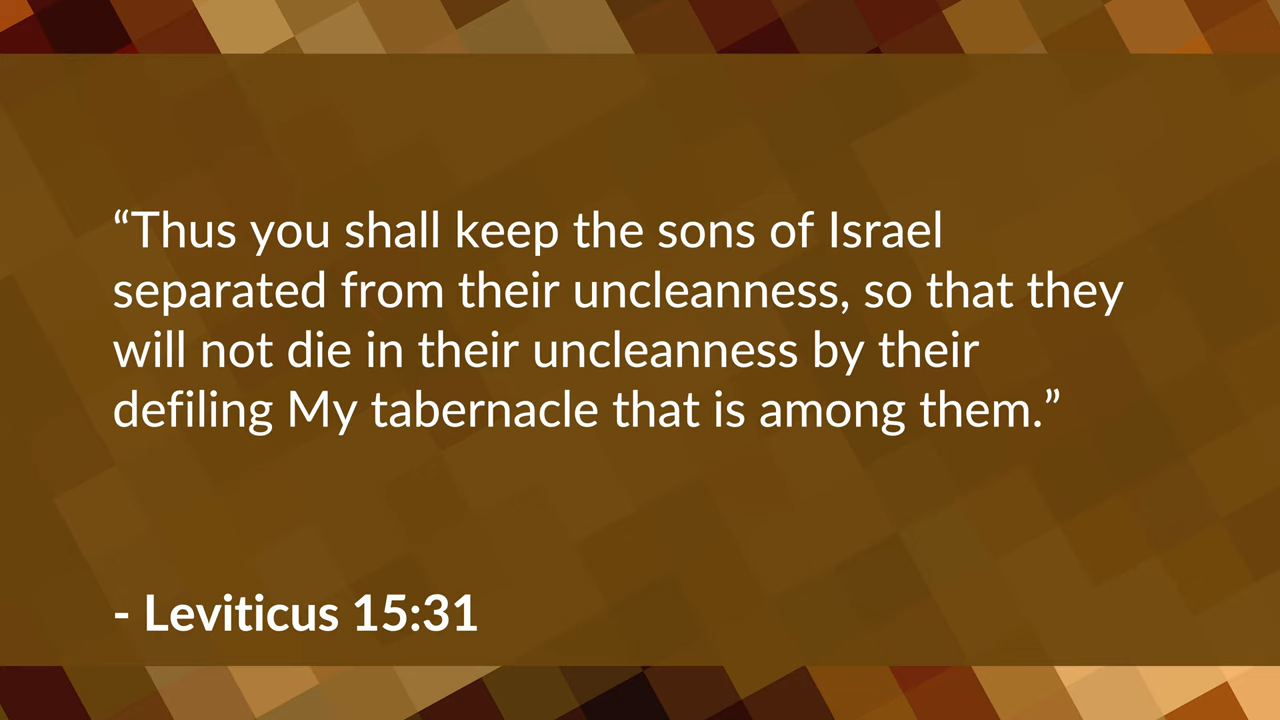 “Thus you shall keep the sons of Israel
separated from their uncleanness, so that they
will not die in their uncleanness by their
defiling My tabernacle that is among them.”
- Leviticus 15:31